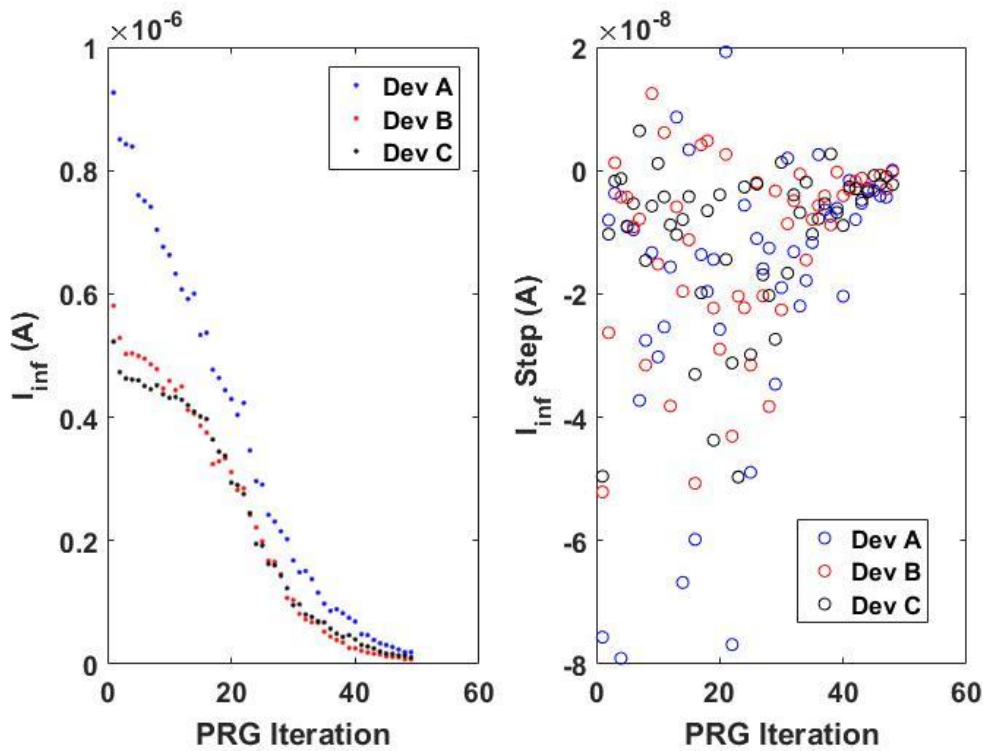 ×10⁻⁶
1
0.8
0.6
0.4
0.2
0
I_inf (A)
0 20 40 60
PRG Iteration
Dev A
Dev B
Dev C
×10⁻⁸
2
0
-2
-4
-6
-8
I_inf Step (A)
0 20 40 60
PRG Iteration
Dev A
Dev B
Dev C